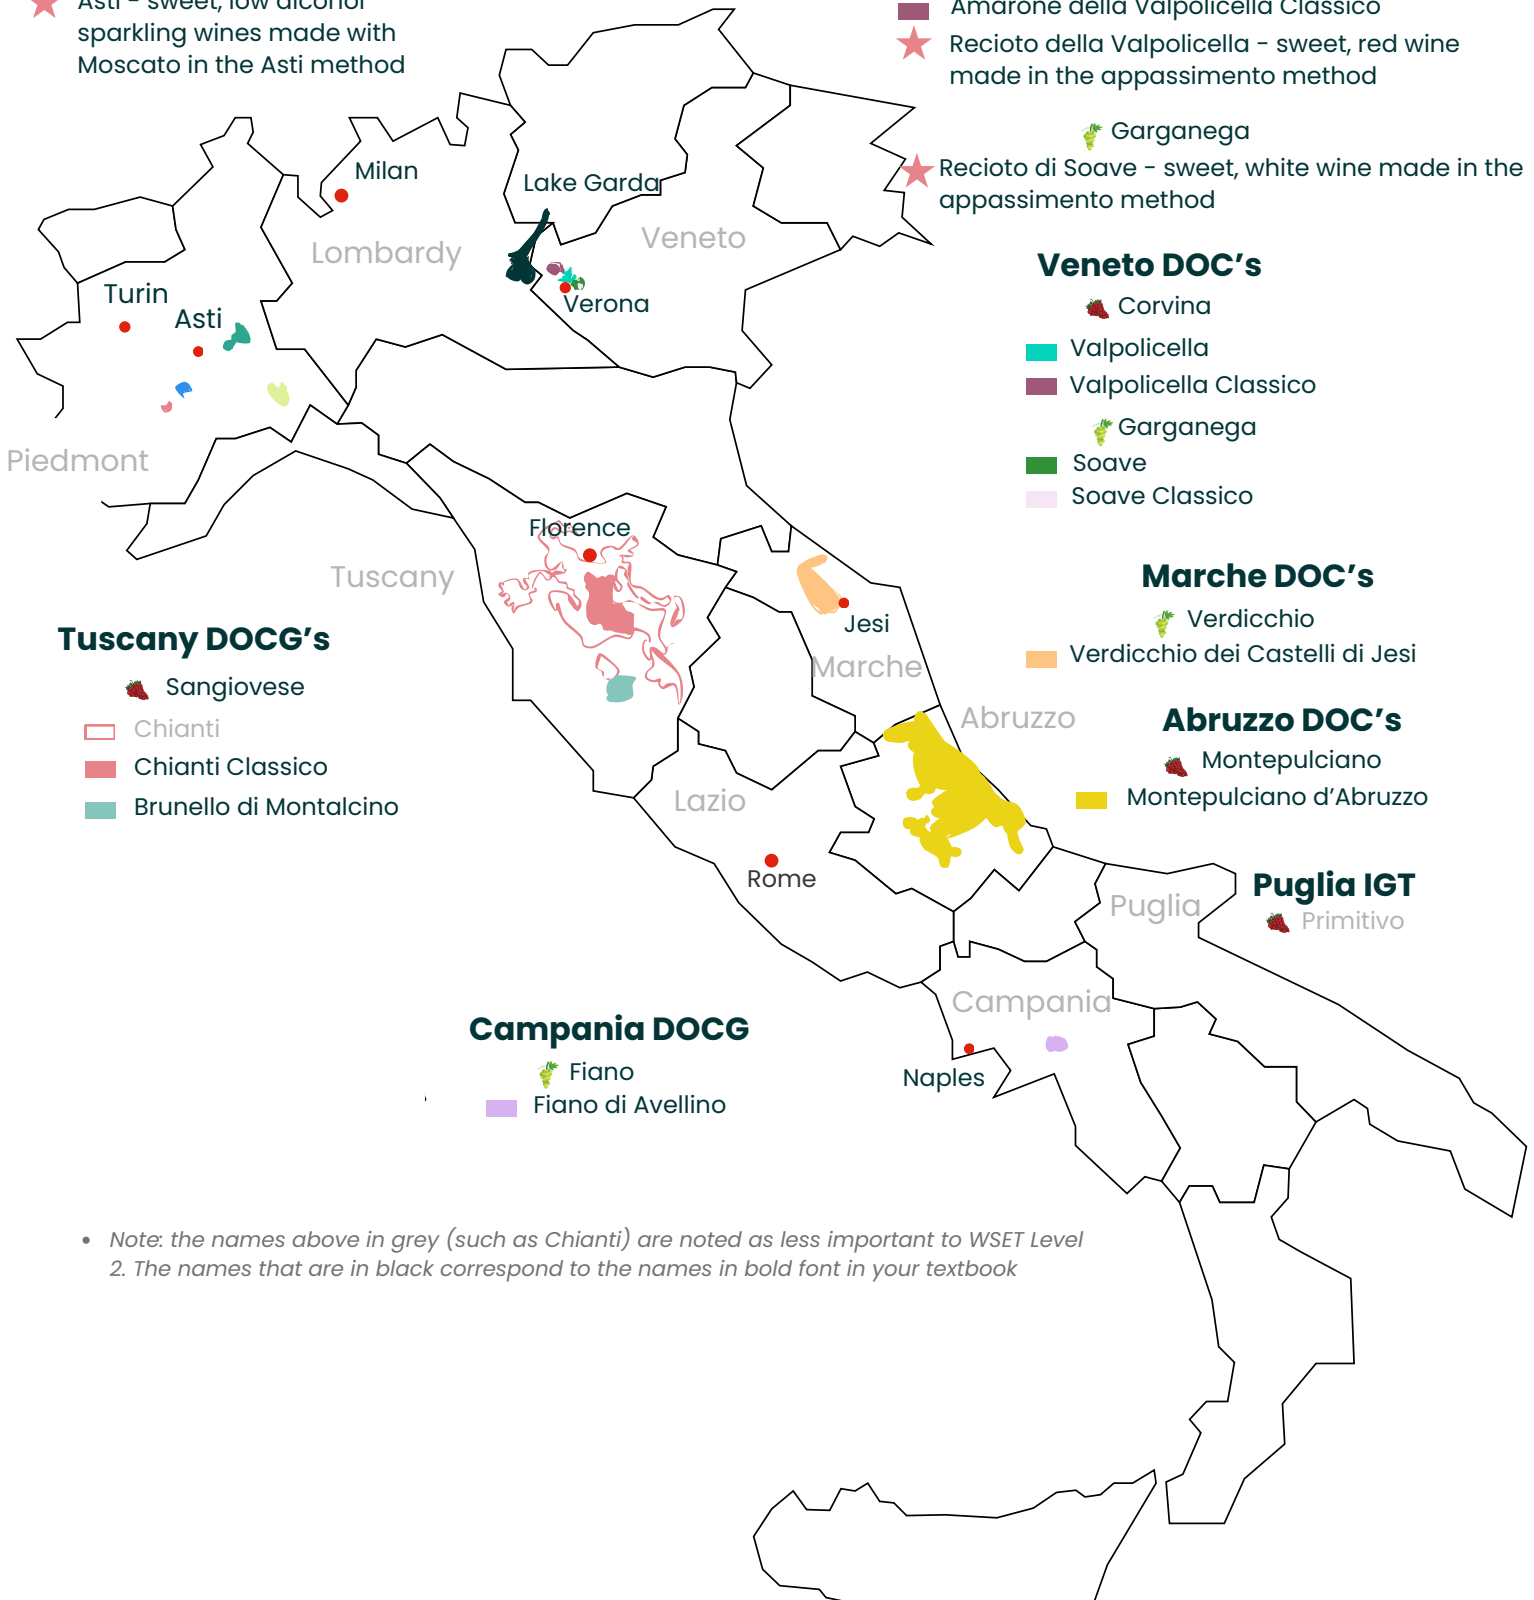 Asti - sweet, low alcohol
sparkling wines made with
Moscato in the Asti method
Amarone della Valpolicella Classico
Recioto della Valpolicella - sweet, red wine
made in the appassimento method
Garganega
Recioto di Soave - sweet, white wine made in the
appassimento method
Milan
Lake Garda
Lombardy
Veneto
Turin
Asti
Verona
Piedmont
Veneto DOC's
Corvina
Valpolicella
Valpolicella Classico
Garganega
Soave
Soave Classico
Florence
Tuscany
Jesi
Marche
Marche DOC's
Verdicchio
Verdicchio dei Castelli di Jesi
Tuscany DOCG's
Sangiovese
Chianti
Chianti Classico
Brunello di Montalcino
Abruzzo
Abruzzo DOC's
Montepulciano
Montepulciano d'Abruzzo
Lazio
Rome
Puglia
Puglia IGT
Primitivo
Campania
Naples
Campania DOCG
Fiano
Fiano di Avellino
• Note: the names above in grey (such as Chianti) are noted as less important to WSET Level
2. The names that are in black correspond to the names in bold font in your textbook